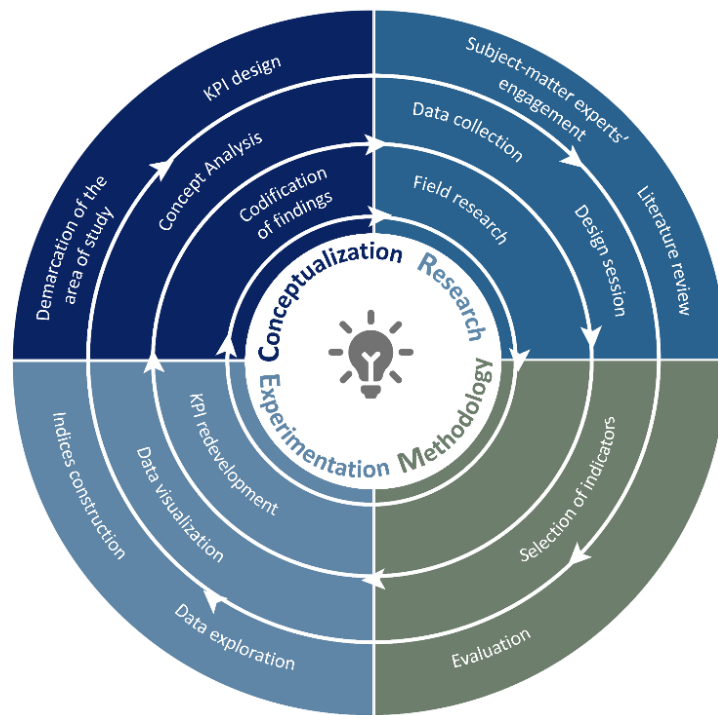 KPI design
Demarcation of the
area of study
Concept Analysis
Codification
of findings
Subject-matter experts’
engagement
Literature review
Data collection
Design session
Field research
Conceptualization
Research
Methodology
Experimentation
Selection of indicators
Evaluation
KPI redevelopment
Data visualization
Indices construction
Data exploration